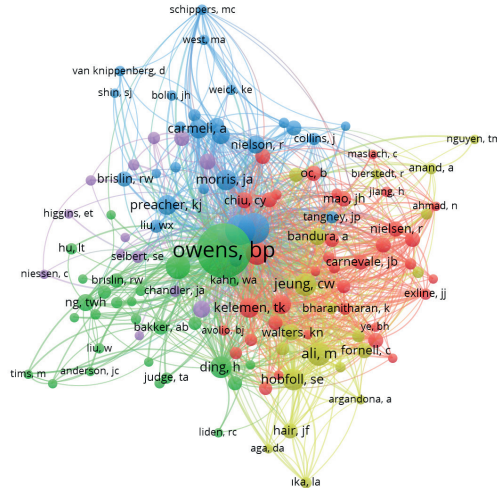 schippers, mc
west, ma
van knippenberg, d
shin, sj
bolin, jh
weick, ke
carmeli, a
nielson, r
collins, j
nguyen, tn
maslach, c
oc, b
bierstedt, r
anand, a
brislin, rw
morris, ja
jiang, h
chiu, cy
mao, jh
ahmad, n
preacher, kj
higgins, et
liu, wx
tangney, jp
nielsen, r
bandura, a
hu, lt
owens, bp
seibert, se
carnevale, jb
niessen, c
kahn, wa
brislin, rw
chandler, ja
jeung, cw
exline, jj
ng, twh
kelemen, tk
bharanitharan, k
avolio, bj
bakker, ab
walters, kn
ye, bh
fornell, c
liu, w
ali, m
tims, m
anderson, jc
judge, ta
ding, h
hobfoll, se
argandona, a
liden, rc
hair, jf
aga, da
ıka, la